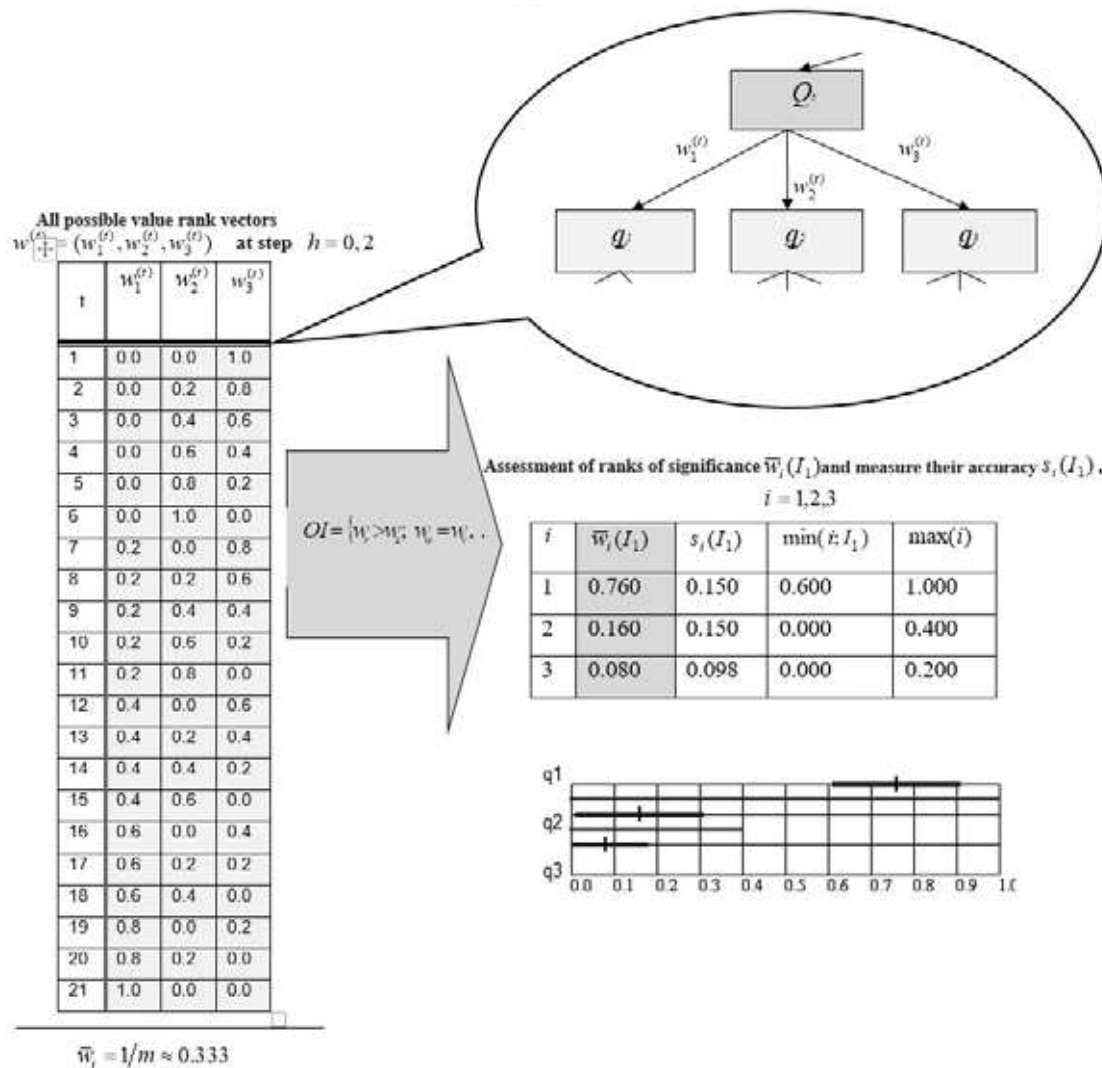 Q
w₁⁽ᵗ⁾ w₂⁽ᵗ⁾ w₃⁽ᵗ⁾
q q q
All possible value rank vectors
= (w₁⁽ᵗ⁾, w₂⁽ᵗ⁾, w₃⁽ᵗ⁾) at step h = 0, 2
t w₁⁽ᵗ⁾ w₂⁽ᵗ⁾ w₃⁽ᵗ⁾
1 0.0 0.0 1.0
2 0.0 0.2 0.8
3 0.0 0.4 0.6
4 0.0 0.6 0.4
5 0.0 0.8 0.2
6 0.0 1.0 0.0
7 0.2 0.0 0.8
8 0.2 0.2 0.6
9 0.2 0.4 0.4
10 0.2 0.6 0.2
11 0.2 0.8 0.0
12 0.4 0.0 0.6
13 0.4 0.2 0.4
14 0.4 0.4 0.2
15 0.4 0.6 0.0
16 0.6 0.0 0.4
17 0.6 0.2 0.2
18 0.6 0.4 0.0
19 0.8 0.0 0.2
20 0.8 0.2 0.0
21 1.0 0.0 0.0
w̅ᵢ = 1/m ≈ 0.333
OI =
Assessment of ranks of significance w̅ᵢ(I₁) and measure their accuracy sᵢ(I₁) ,
i = 1,2,3
i w̅ᵢ(I₁) sᵢ(I₁) min(i; I₁) max(i)
1 0.760 0.150 0.600 1.000
2 0.160 0.150 0.000 0.400
3 0.080 0.098 0.000 0.200
q1
q2
q3
0.0 0.1 0.2 0.3 0.4 0.5 0.6 0.7 0.8 0.9 1.0